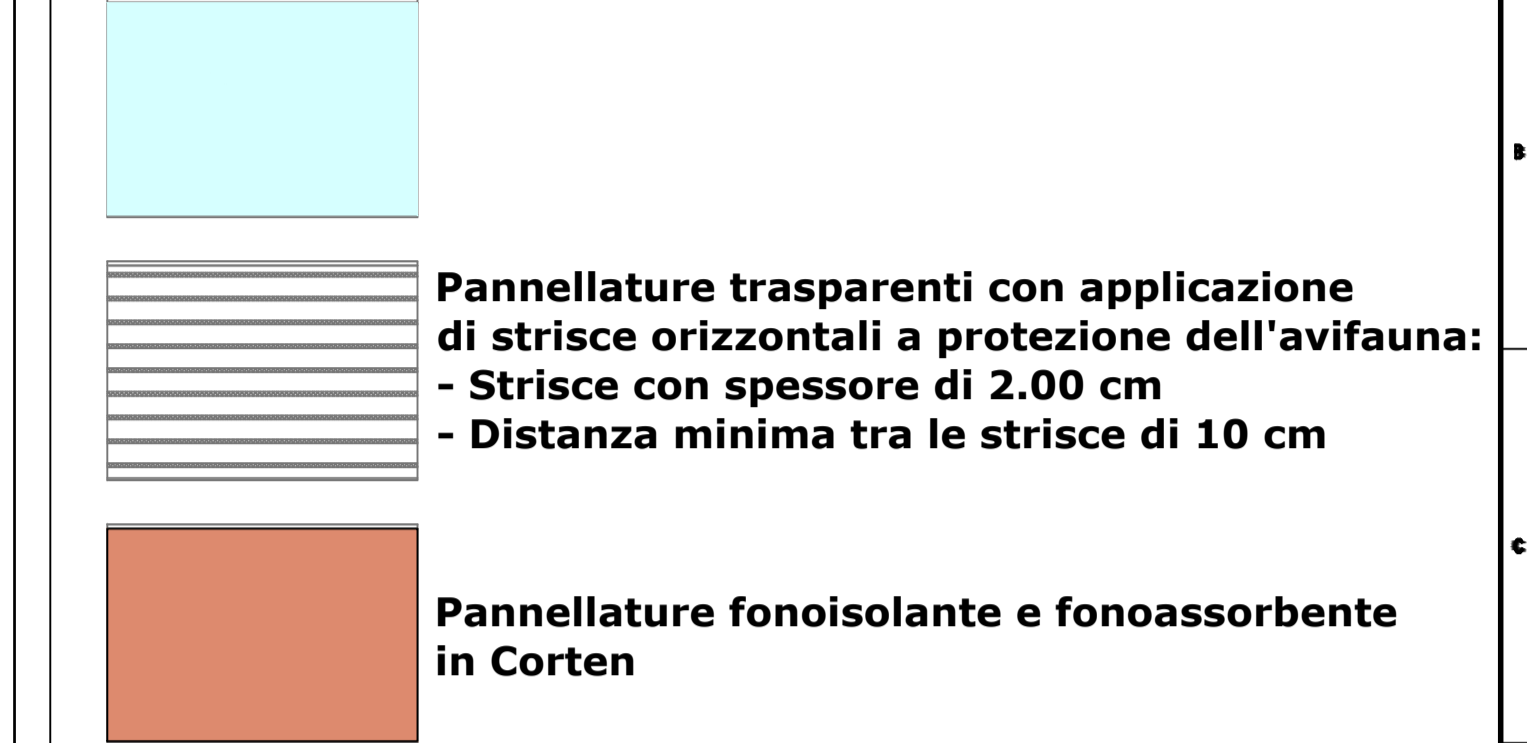 B
Pannellature trasparenti con applicazione
di strisce orizzontali a protezione dell'avifauna:
- Strisce con spessore di 2.00 cm
- Distanza minima tra le strisce di 10 cm
C
Pannellature fonoisolante e fonoassorbente
in Corten